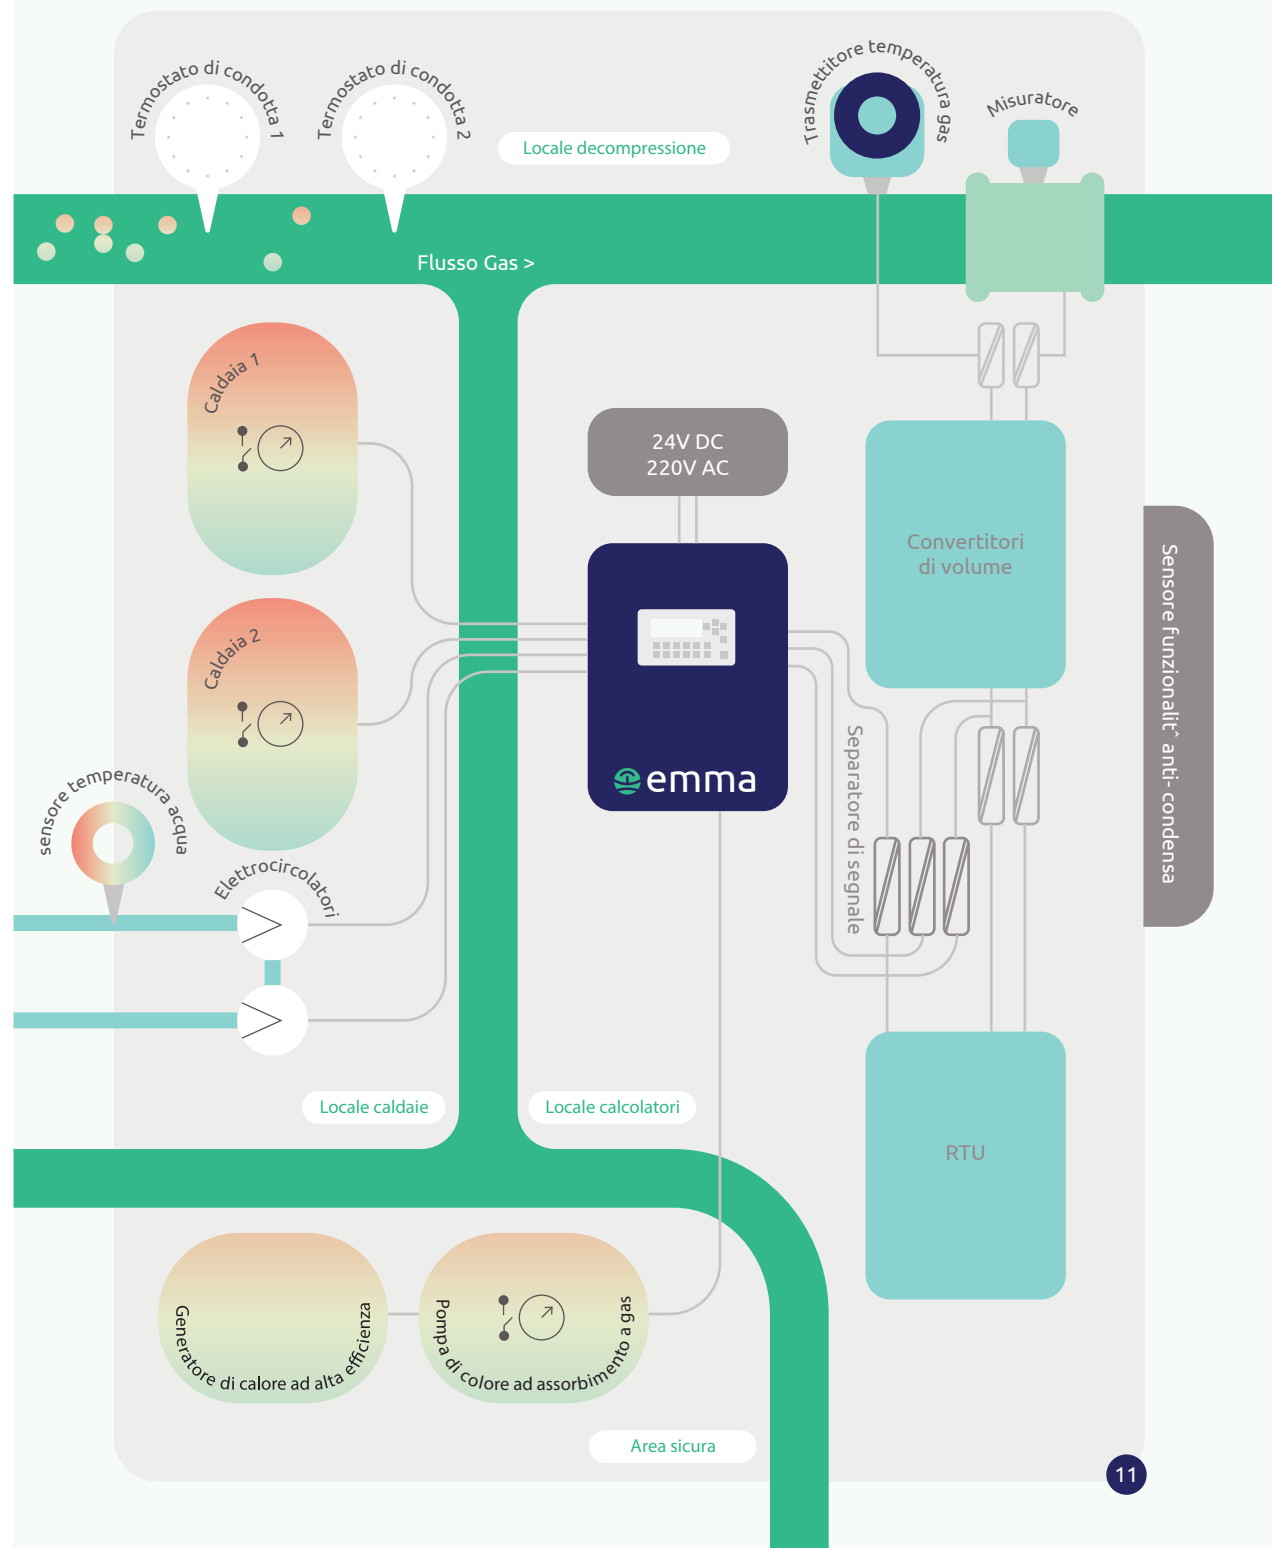 Termostato di condotta 1
Termostato di condotta 2
Trasmettitore temperatura gas
Misuratore
Locale decompressione
Flusso Gas >
Caldaia 1
24V DC
220V AC
Convertitori
di volume
Sensore funzionalitˆ anti- condensa
Caldaia 2
emma
Separatore di segnale
sensore temperatura acqua
Elettrocircolatori
Locale caldaie
Locale calcolatori
RTU
Generatore di calore ad alta efficienza
Pompa di colore ad assorbimento a gas
Area sicura
11